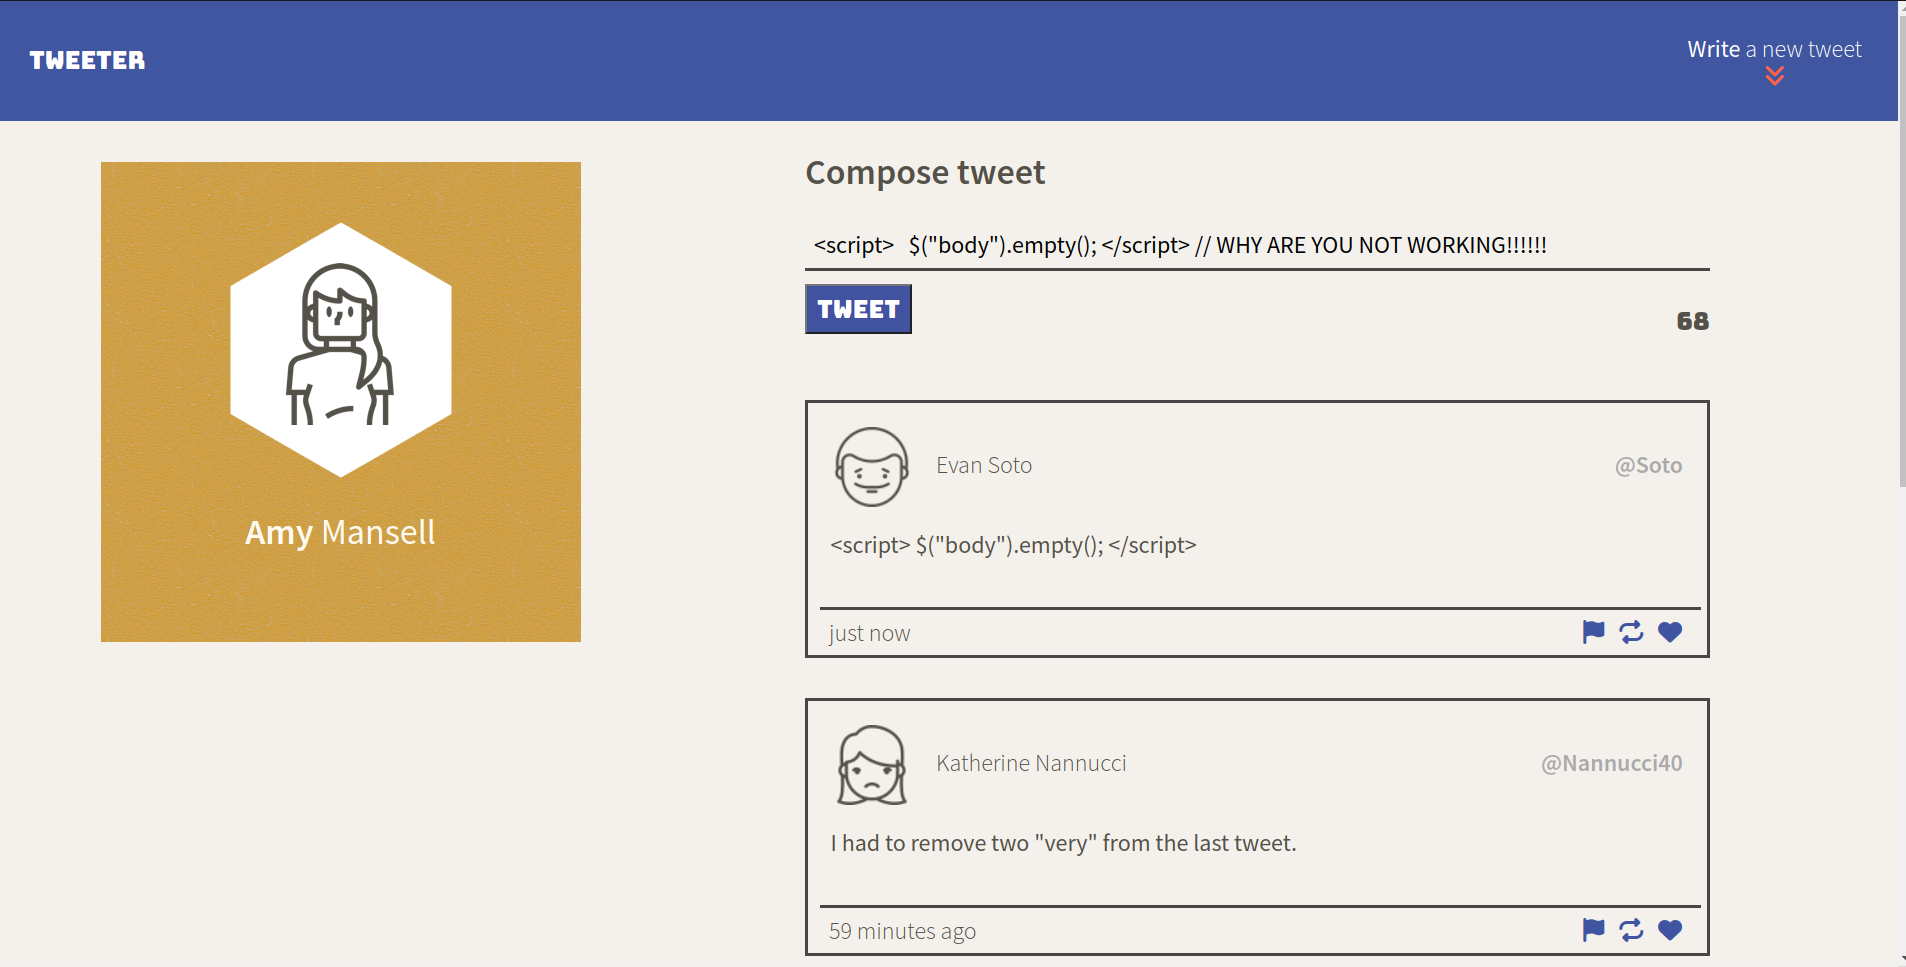 TWEETER
Write a new tweet
Amy Mansell
Compose tweet
<script>   $("body").empty(); </script> // WHY ARE YOU NOT WORKING!!!!!!
TWEET
68
Evan Soto
@Soto
<script> $("body").empty(); </script>
just now
Katherine Nannucci
@Nannucci40
I had to remove two "very" from the last tweet.
59 minutes ago